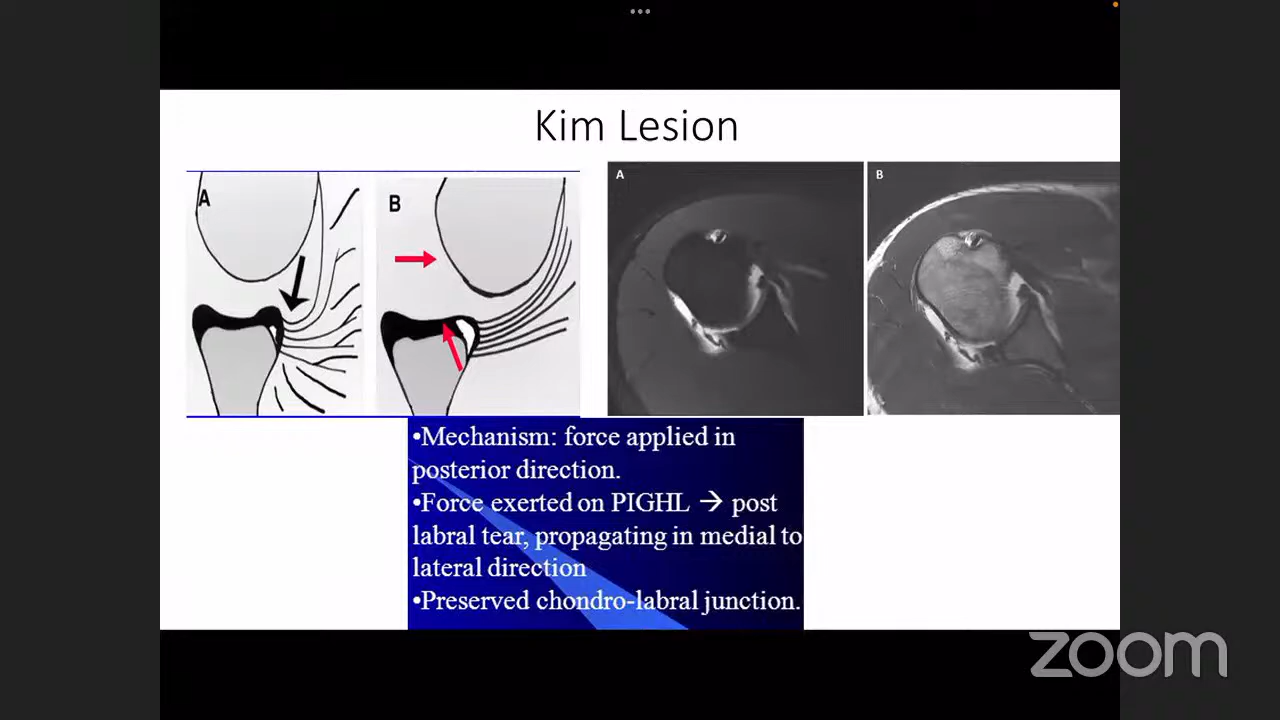 Kim Lesion
A
B
A
B
•Mechanism: force applied in
posterior direction.
•Force exerted on PIGHL → post
labral tear, propagating in medial to
lateral direction
•Preserved chondro-labral junction.
zoom